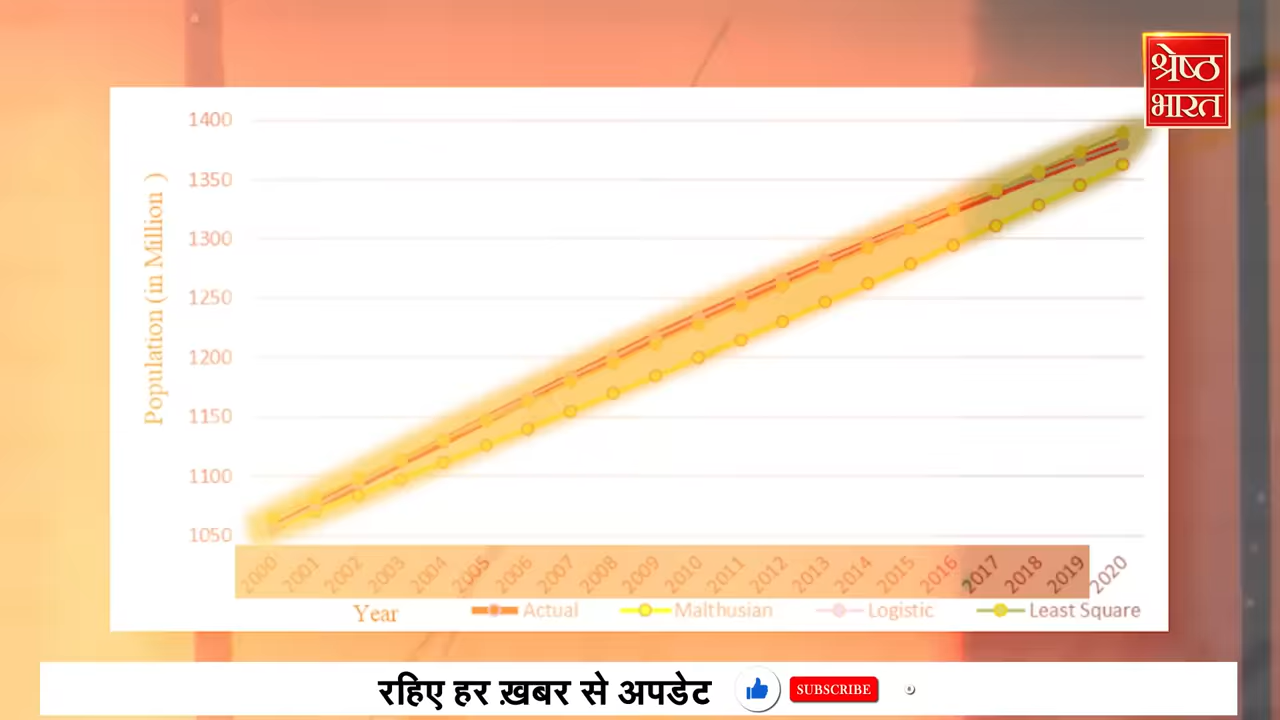 श्रेष्ठ
भारत
1400
1350
1300
1250
1200
1150
1100
1050
Population (in Million )
2000 2001 2002 2003 2004 2005 2006 2007 2008 2009 2010 2011 2012 2013 2014 2015 2016 2017 2018 2019 2020
Year Actual Malthusian Logistic Least Square
रहिए हर ख़बर से अपडेट SUBSCRIBE